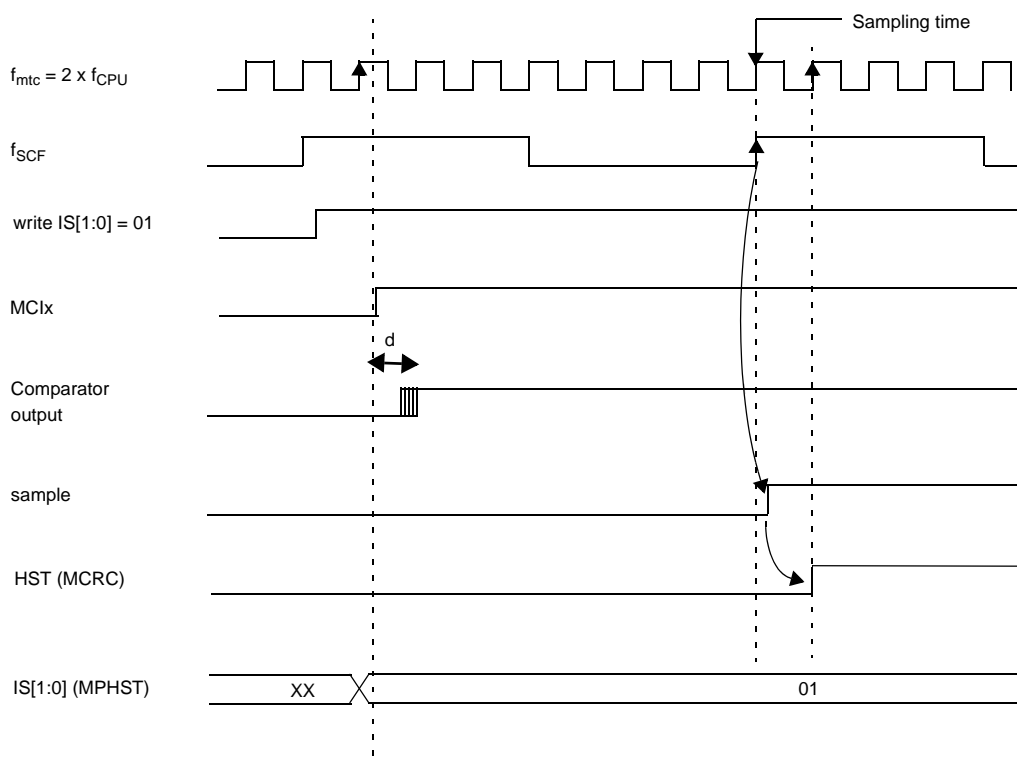 Sampling time
fmtc = 2 x fCPU
fSCF
write IS[1:0] = 01
MCIx
d
Comparator
output
sample
HST (MCRC)
IS[1:0] (MPHST)
XX
01